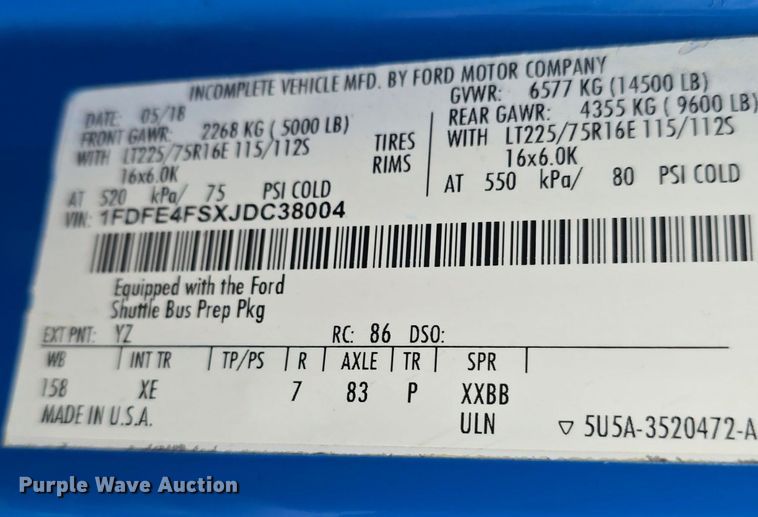 INCOMPLETE VEHICLE MFD. BY FORD MOTOR COMPANY
DATE: 05/18 GVWR: 6577 KG (14500 LB)
FRONT GAWR: 2268 KG ( 5000 LB) REAR GAWR: 4355 KG ( 9600 LB)
WITH LT225/75R16E 115/112S TIRES WITH LT225/75R16E 115/112S
16x6.0K RIMS 16x6.0K
AT 520 kPa/ 75 PSI COLD AT 550 kPa/ 80 PSI COLD
VIN: 1FDFE4FSXJDC38004
Equipped with the Ford
Shuttle Bus Prep Pkg
EXT PNT: YZ RC: 86 DSO:
WB INT TR TP/PS R AXLE TR SPR
158 XE 7 83 P XXBB
MADE IN U.S.A. ULN ▽ 5U5A-3520472-A
Purple Wave Auction